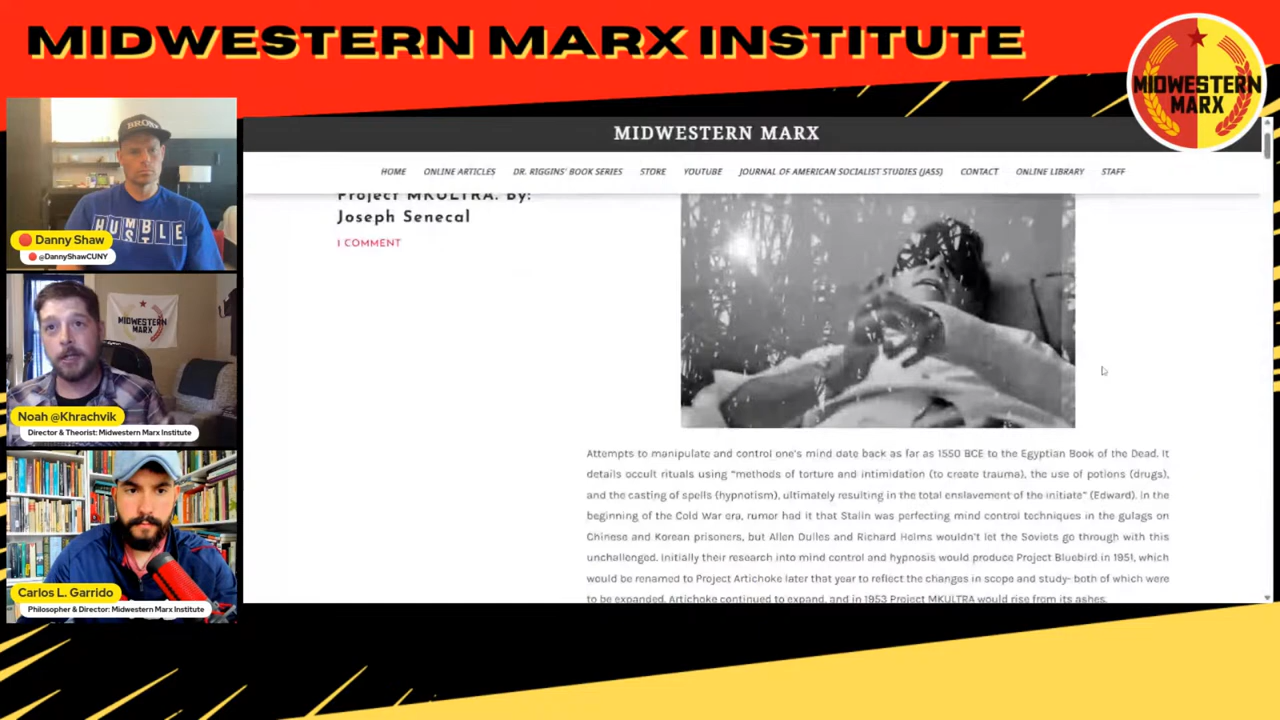 MIDWESTERN MARX INSTITUTE
MIDWESTERN
MARX
BRONX
HUMBLE
HUSTLE
Danny Shaw
@DannyShawCUNY
MIDWESTERN
MARX
Noah @Khrachvik
Director & Theorist: Midwestern Marx Institute
Carlos L. Garrido
Philosopher & Director: Midwestern Marx Institute
MIDWESTERN MARX
HOME ONLINE ARTICLES DR. RIGGINS' BOOK SERIES STORE YOUTUBE JOURNAL OF AMERICAN SOCIALIST STUDIES (JASS) CONTACT ONLINE LIBRARY STAFF
Project MKULTRA. By:
Joseph Senecal
1 COMMENT
Attempts to manipulate and control one's mind date back as far as 1550 BCE to the Egyptian Book of the Dead. It
details occult rituals using “methods of torture and intimidation (to create trauma), the use of potions (drugs),
and the casting of spells (hypnotism), ultimately resulting in the total enslavement of the initiate” (Edward). In the
beginning of the Cold War era, rumor had it that Stalin was perfecting mind control techniques in the gulags on
Chinese and Korean prisoners, but Allen Dulles and Richard Helms wouldn't let the Soviets go through with this
unchallenged. Initially their research into mind control and hypnosis would produce Project Bluebird in 1951, which
would be renamed to Project Artichoke later that year to reflect the changes in scope and study- both of which were
to be expanded. Artichoke continued to expand, and in 1953 Project MKULTRA would rise from its ashes.